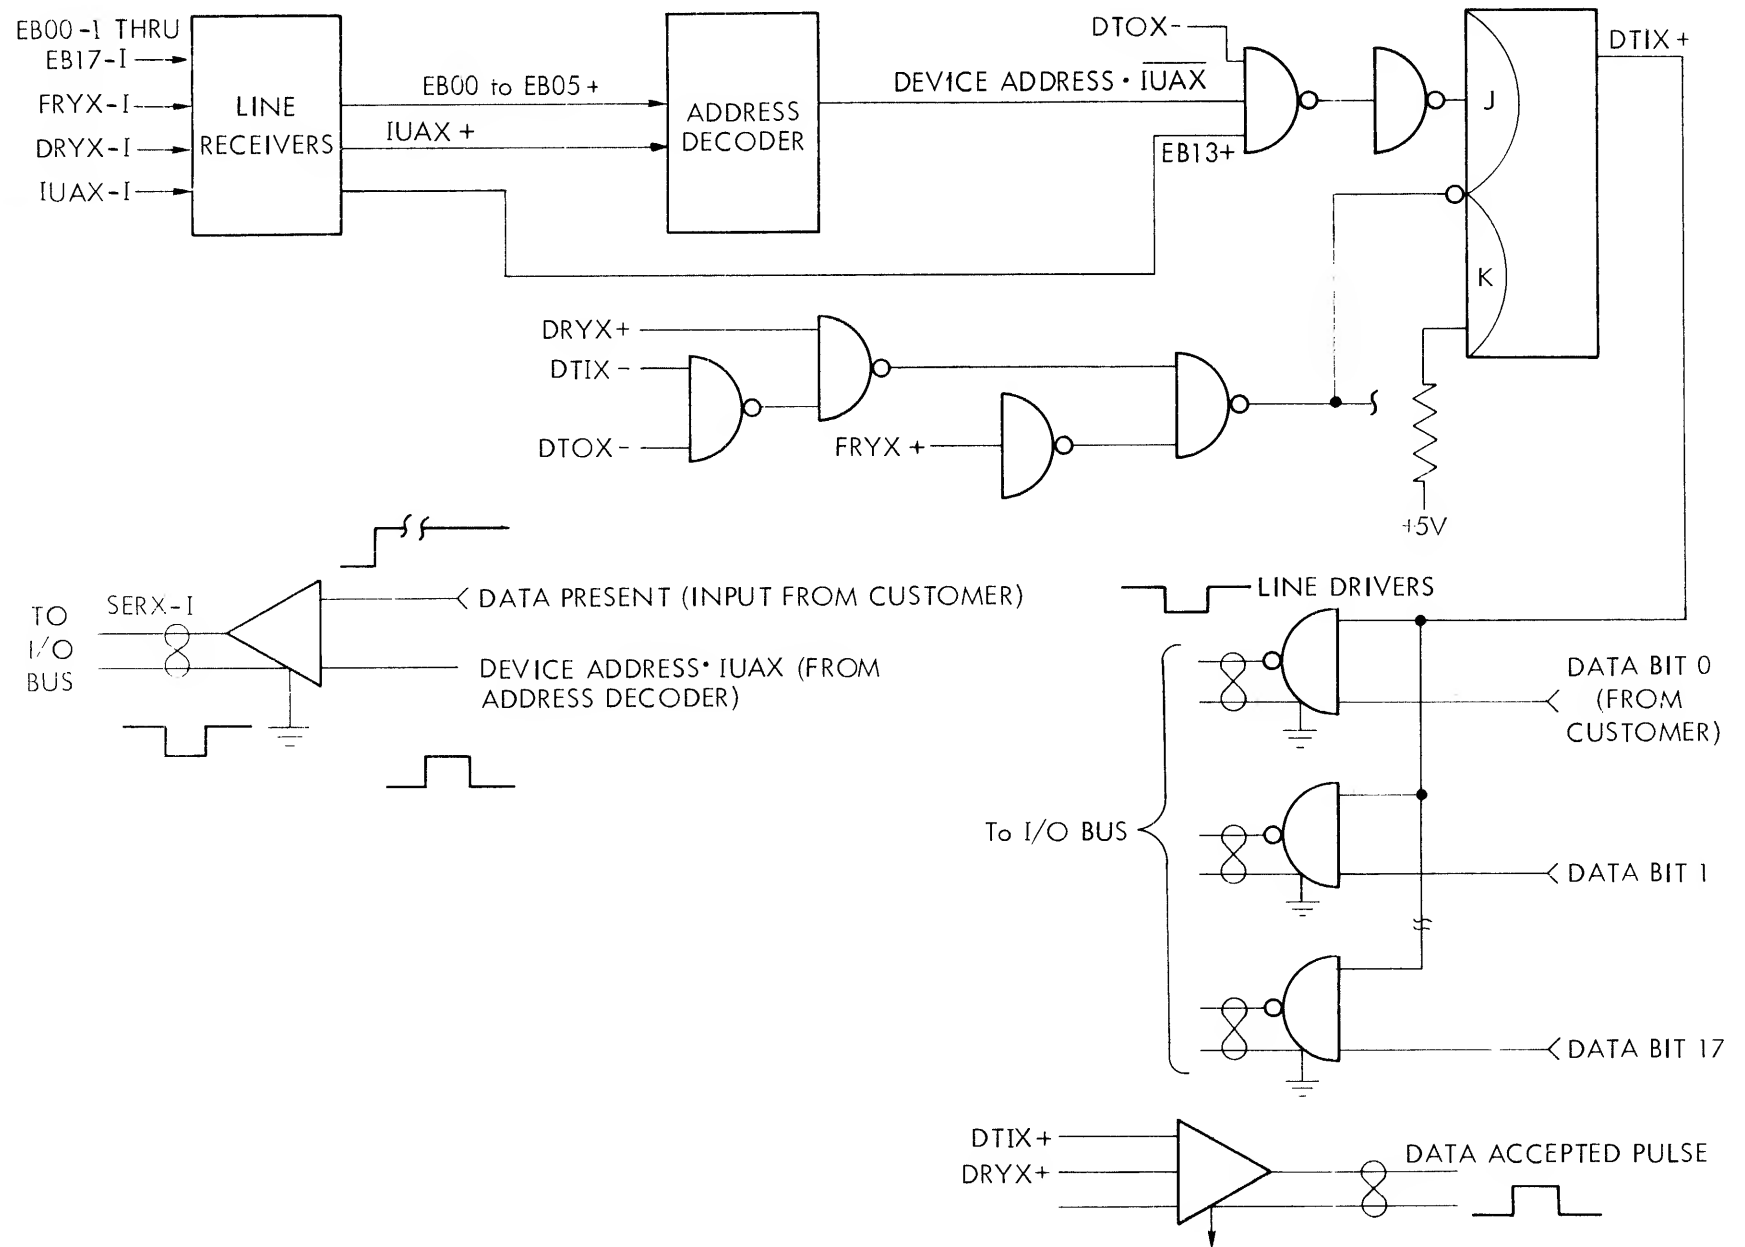 EB00-I THRU
EB17-I
FRYX-I
DRYX-I
IUAX-I
LINE
RECEIVERS
EB00 to EB05+
IUAX+
ADDRESS
DECODER
DEVICE ADDRESS· IUAX
DTOX-
EB13+
J
K
DTIX+
DRYX+
DTIX-
DTOX-
FRYX+
+5V
TO
I/O
BUS
SERX-I
DATA PRESENT (INPUT FROM CUSTOMER)
DEVICE ADDRESS· IUAX (FROM
ADDRESS DECODER)
LINE DRIVERS
DATA BIT 0
(FROM
CUSTOMER)
To I/O BUS
DATA BIT 1
DATA BIT 17
DTIX+
DRYX+
DATA ACCEPTED PULSE